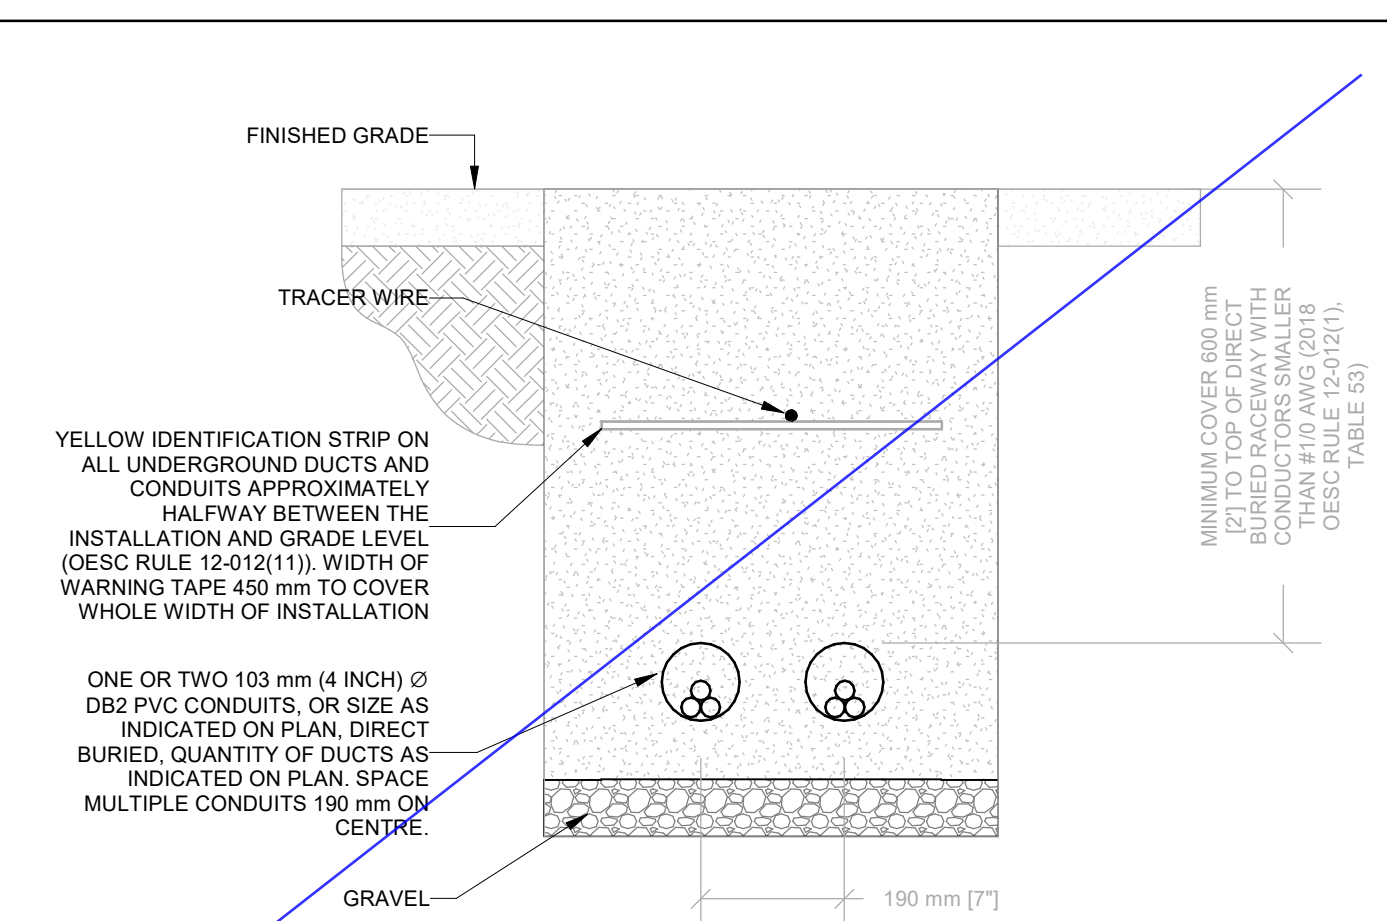 FINISHED GRADE
TRACER WIRE
YELLOW IDENTIFICATION STRIP ON
ALL UNDERGROUND DUCTS AND
CONDUITS APPROXIMATELY
HALFWAY BETWEEN THE
INSTALLATION AND GRADE LEVEL
(OESC RULE 12-012(11)). WIDTH OF
WARNING TAPE 450 mm TO COVER
WHOLE WIDTH OF INSTALLATION
ONE OR TWO 103 mm (4 INCH) Ø
DB2 PVC CONDUITS, OR SIZE AS
INDICATED ON PLAN, DIRECT
BURIED, QUANTITY OF DUCTS AS
INDICATED ON PLAN. SPACE
MULTIPLE CONDUITS 190 mm ON
CENTRE.
GRAVEL
190 mm [7"]
MINIMUM COVER 600 mm
[2'] TO TOP OF DIRECT
BURIED RACEWAY WITH
CONDUCTORS SMALLER
THAN #1/0 AWG (2018
OESC RULE 12-012(1),
TABLE 53)